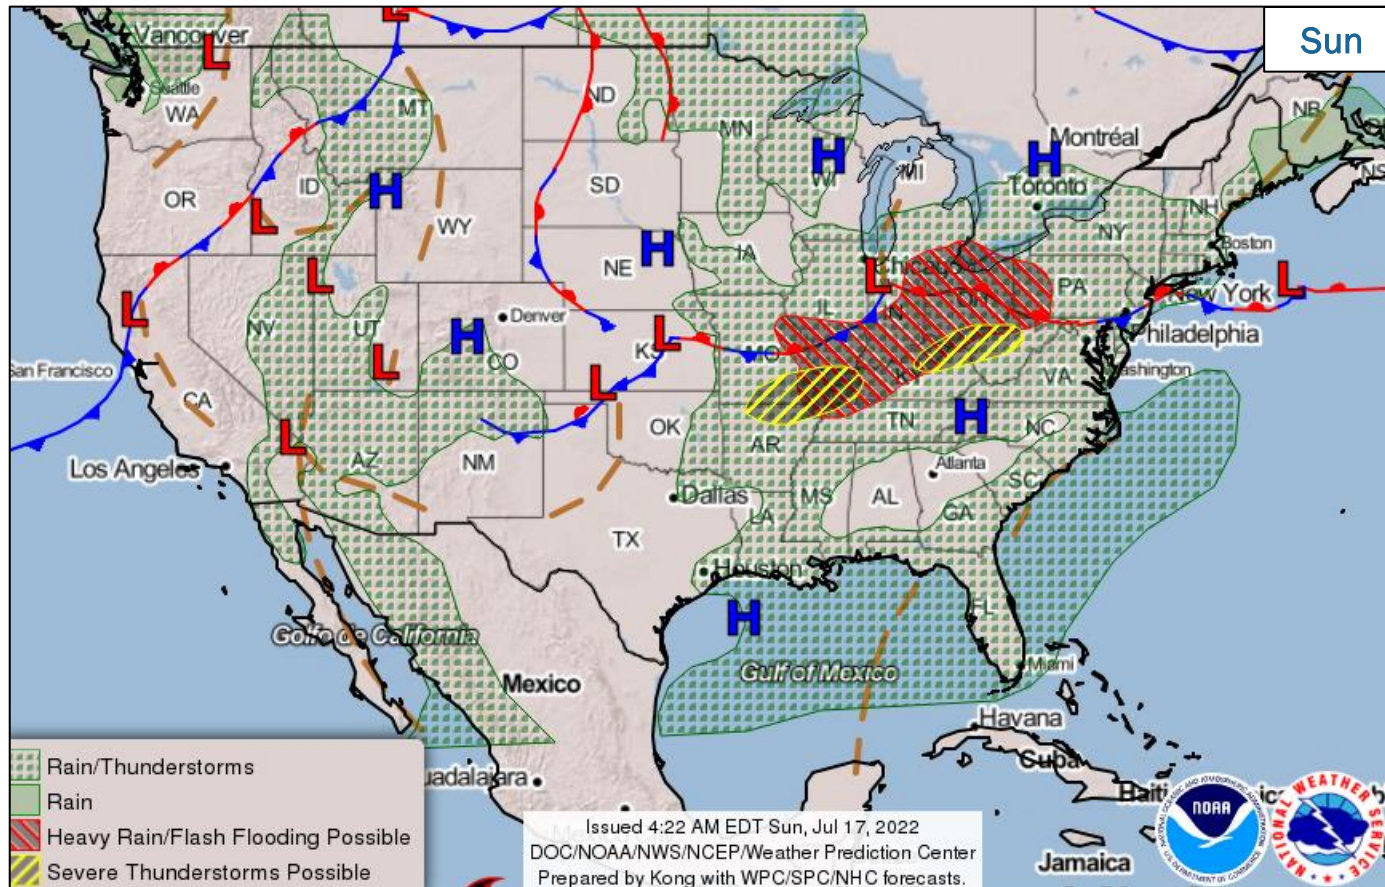 Sun
L
Vancouver
L
NB
Seattle
MT
ND
WA
MN
Montréal
H
H
WI
MI
NS
ID
H
SD
Toronto
OR
NH
L
WY
NY
H
IA
Boston
NE
Chicago
L
L
L
PA
New York
OH
L
IL
IN
Denver
NV
UT
H
KS
L
MO
Philadelphia
CO
L
San Francisco
L
KY
VA
Washington
CA
H
OK
TN
NC
L
AR
Los Angeles
AZ
NM
Atlanta
SC
Dallas
MS
AL
LA
GA
TX
Houston
H
FL
Golfo de California
Gulf of Mexico
Miami
Mexico
Havana
Cuba
Rain/Thunderstorms
uadalajara
Haiti
Rain
NOAA
Heavy Rain/Flash Flooding Possible
Severe Thunderstorms Possible
Jamaica
Issued 4:22 AM EDT Sun, Jul 17, 2022
DOC/NOAA/NWS/NCEP/Weather Prediction Center
Prepared by Kong with WPC/SPC/NHC forecasts.
NATIONAL WEATHER SERVICE